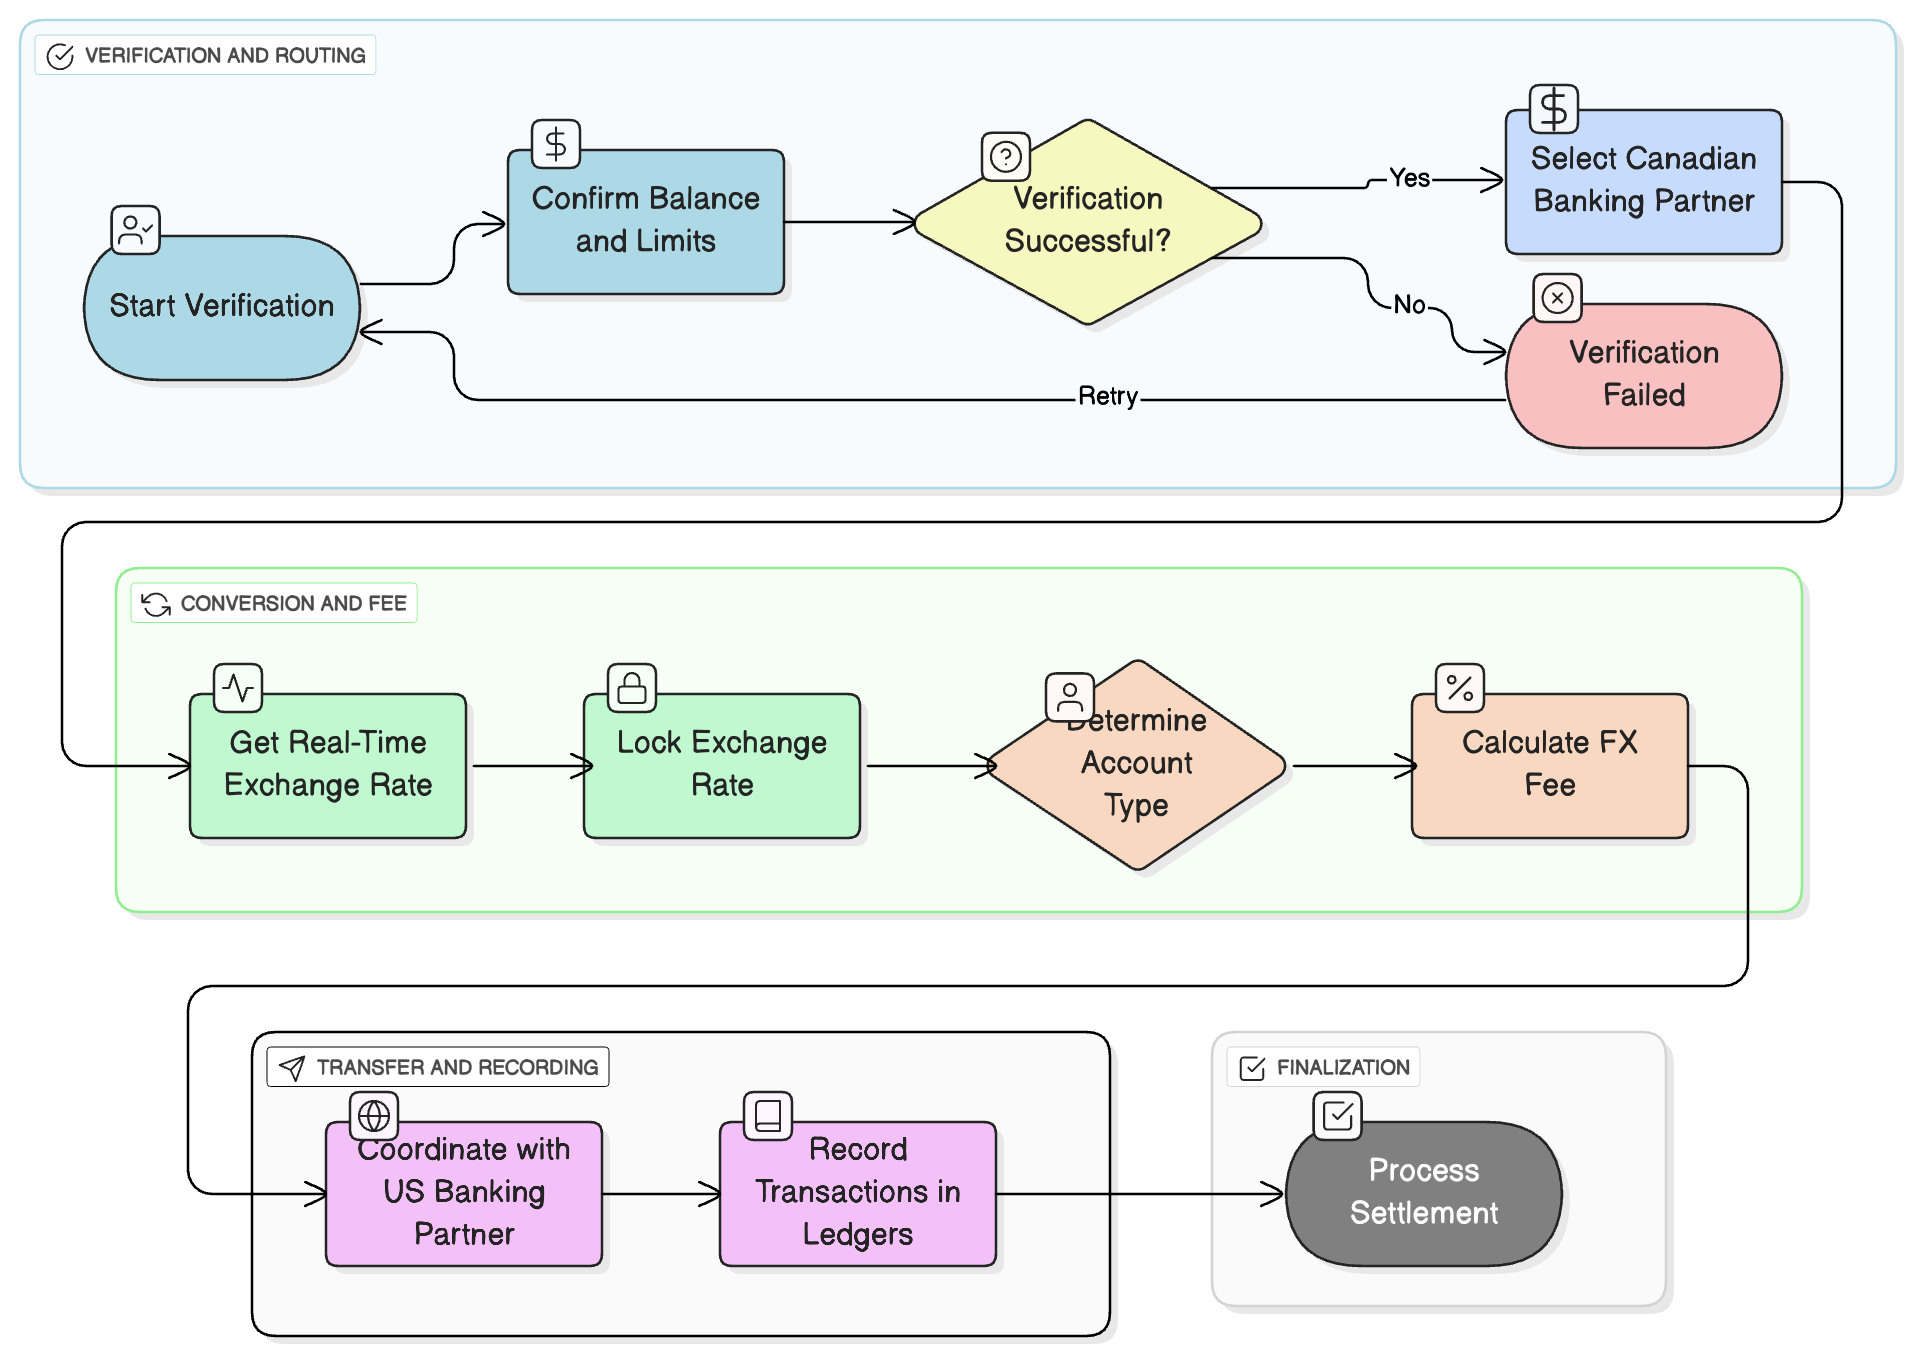 VERIFICATION AND ROUTING
Start Verification
Confirm Balance
and Limits
Verification
Successful?
Yes
No
Select Canadian
Banking Partner
Verification
Failed
Retry
CONVERSION AND FEE
Get Real-Time
Exchange Rate
Lock Exchange
Rate
Determine
Account
Type
Calculate FX
Fee
TRANSFER AND RECORDING
Coordinate with
US Banking
Partner
Record
Transactions in
Ledgers
FINALIZATION
Process
Settlement